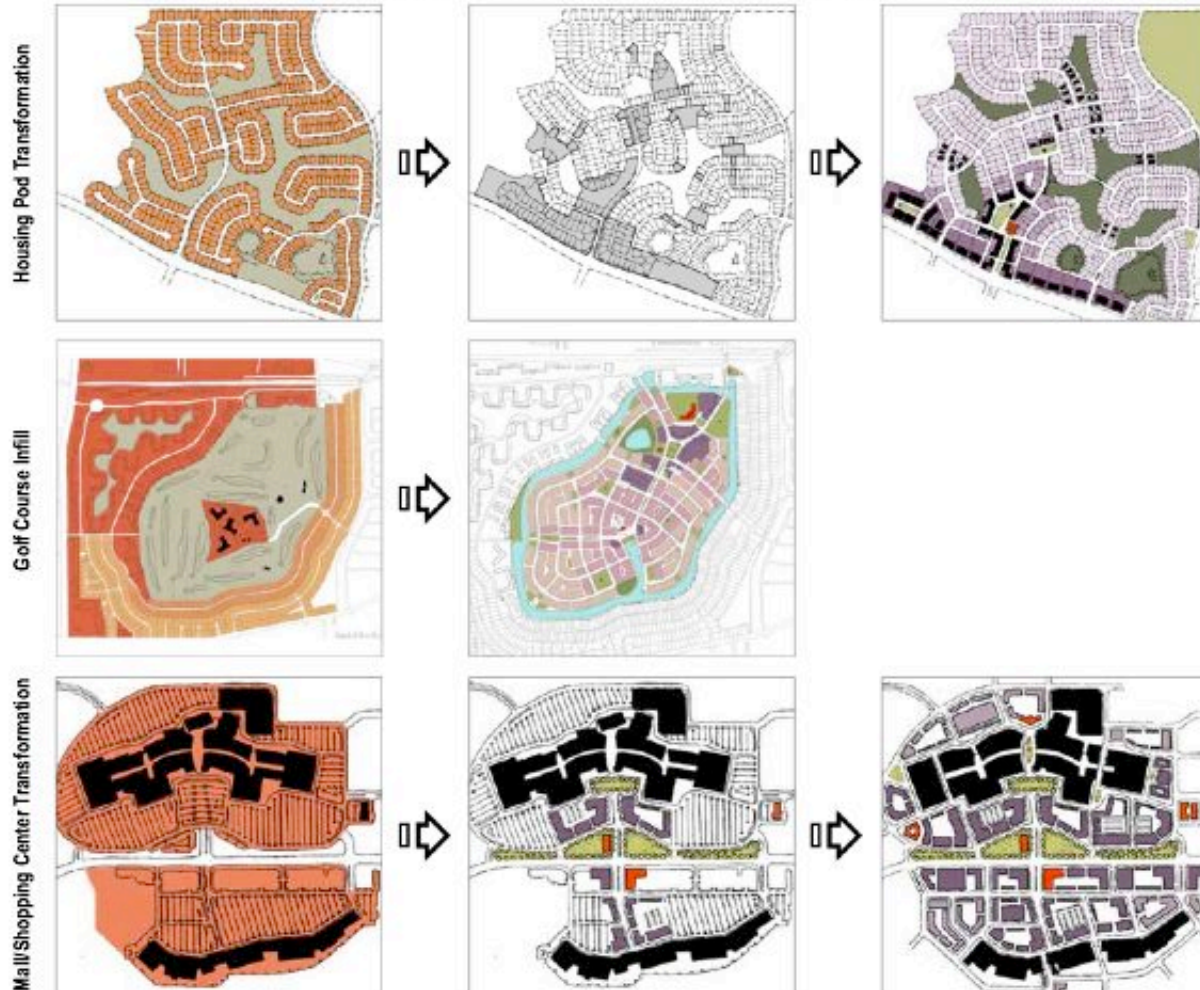 Housing Pod Transformation
Golf Course Infill
Mall/Shopping Center Transformation